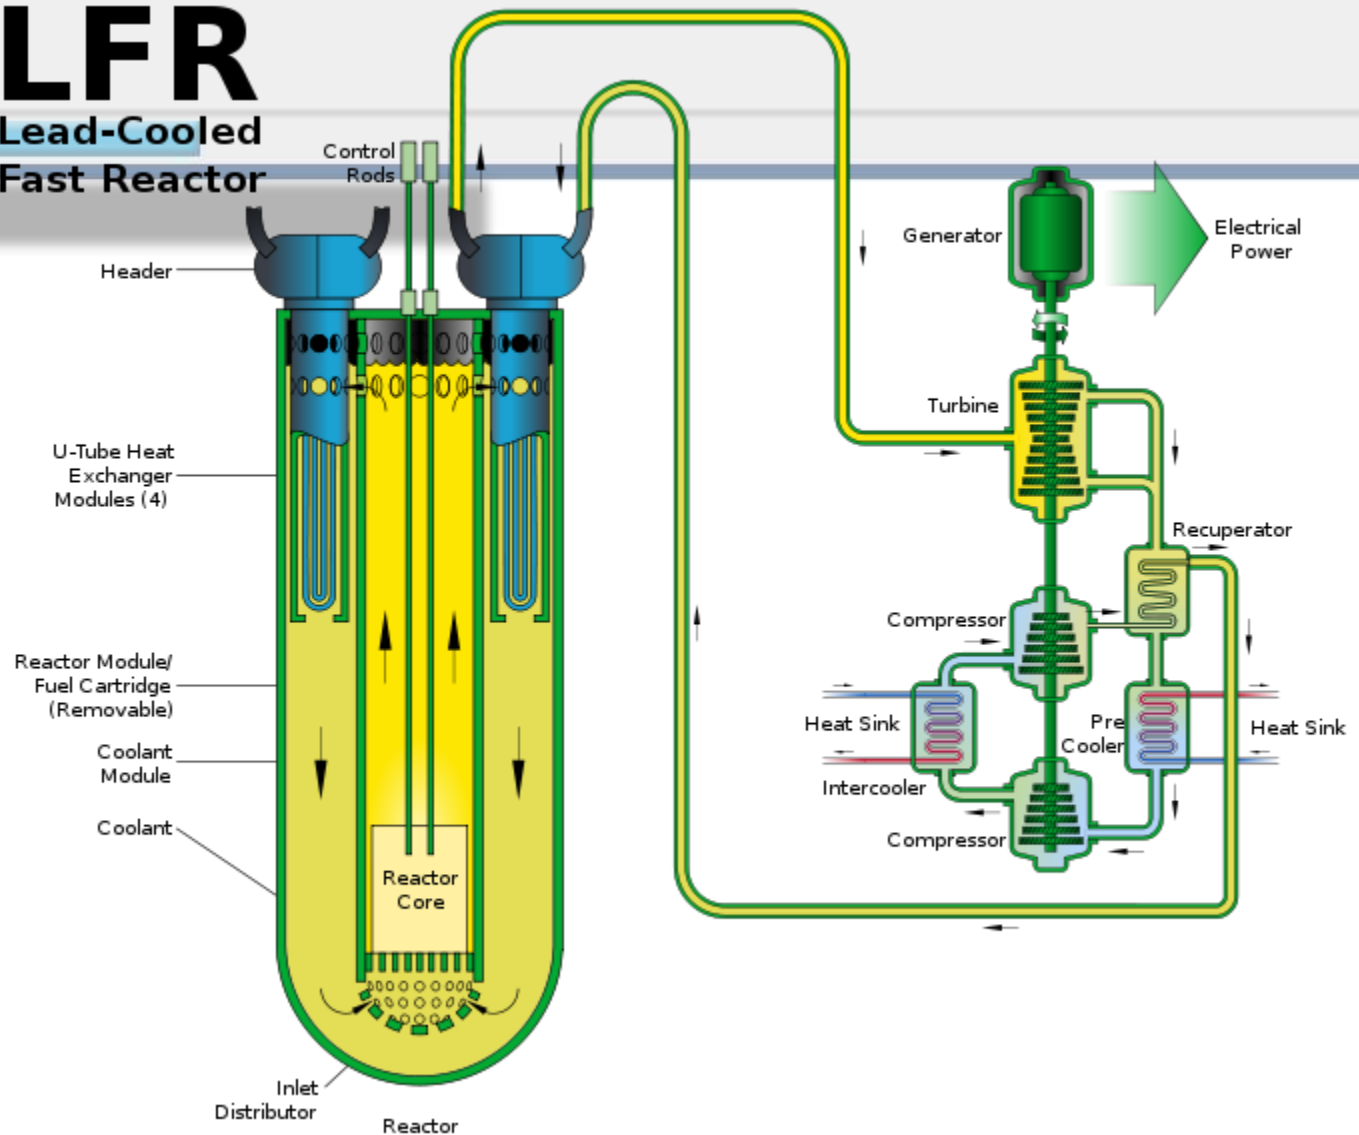 LFR
Lead-Cooled
Fast Reactor
Control
Rods
Header
U-Tube Heat
Exchanger
Modules (4)
Reactor Module/
Fuel Cartridge
(Removable)
Coolant
Module
Coolant
Reactor
Core
Inlet
Distributor
Reactor
Generator
Electrical
Power
Turbine
Recuperator
Compressor
Heat Sink
Pre
Cooler
Heat Sink
Intercooler
Compressor